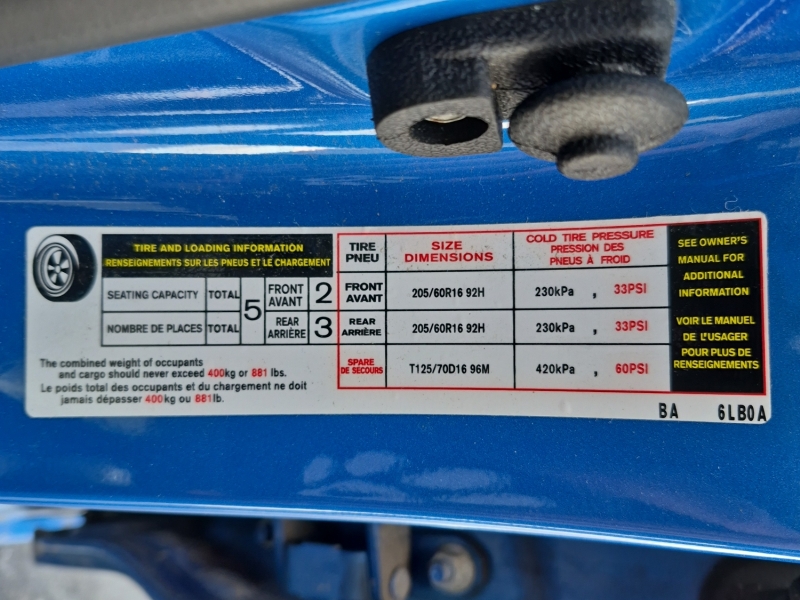 TIRE AND LOADING INFORMATION
RENSEIGNEMENTS SUR LES PNEUS ET LE CHARGEMENT
SEATING CAPACITY TOTAL 5 FRONT AVANT 2
NOMBRE DE PLACES TOTAL REAR ARRIÈRE 3
The combined weight of occupants
and cargo should never exceed 400kg or 881 lbs.
Le poids total des occupants et du chargement ne doit
jamais dépasser 400kg ou 881lb.
TIRE PNEU SIZE DIMENSIONS COLD TIRE PRESSURE PRESSION DES PNEUS À FROID
FRONT AVANT 205/60R16 92H 230kPa , 33PSI
REAR ARRIÈRE 205/60R16 92H 230kPa , 33PSI
SPARE DE SECOURS T125/70D16 96M 420kPa , 60PSI
SEE OWNER'S
MANUAL FOR
ADDITIONAL
INFORMATION
VOIR LE MANUEL
DE L'USAGER
POUR PLUS DE
RENSEIGNEMENTS
BA 6LB0A